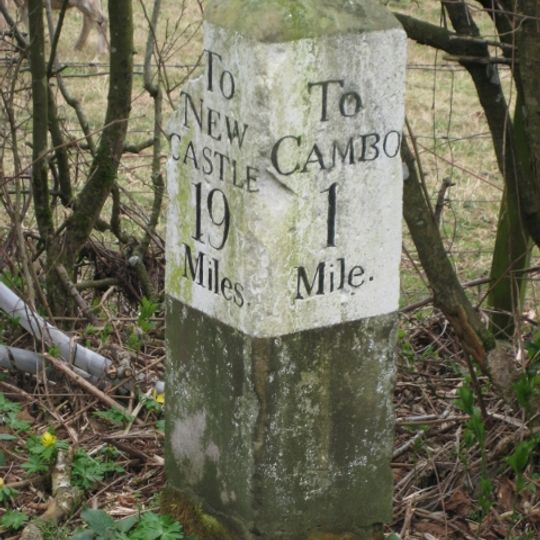 To
NEW
CASTLE
19
Miles.
To
CAMBO
1
Mile.